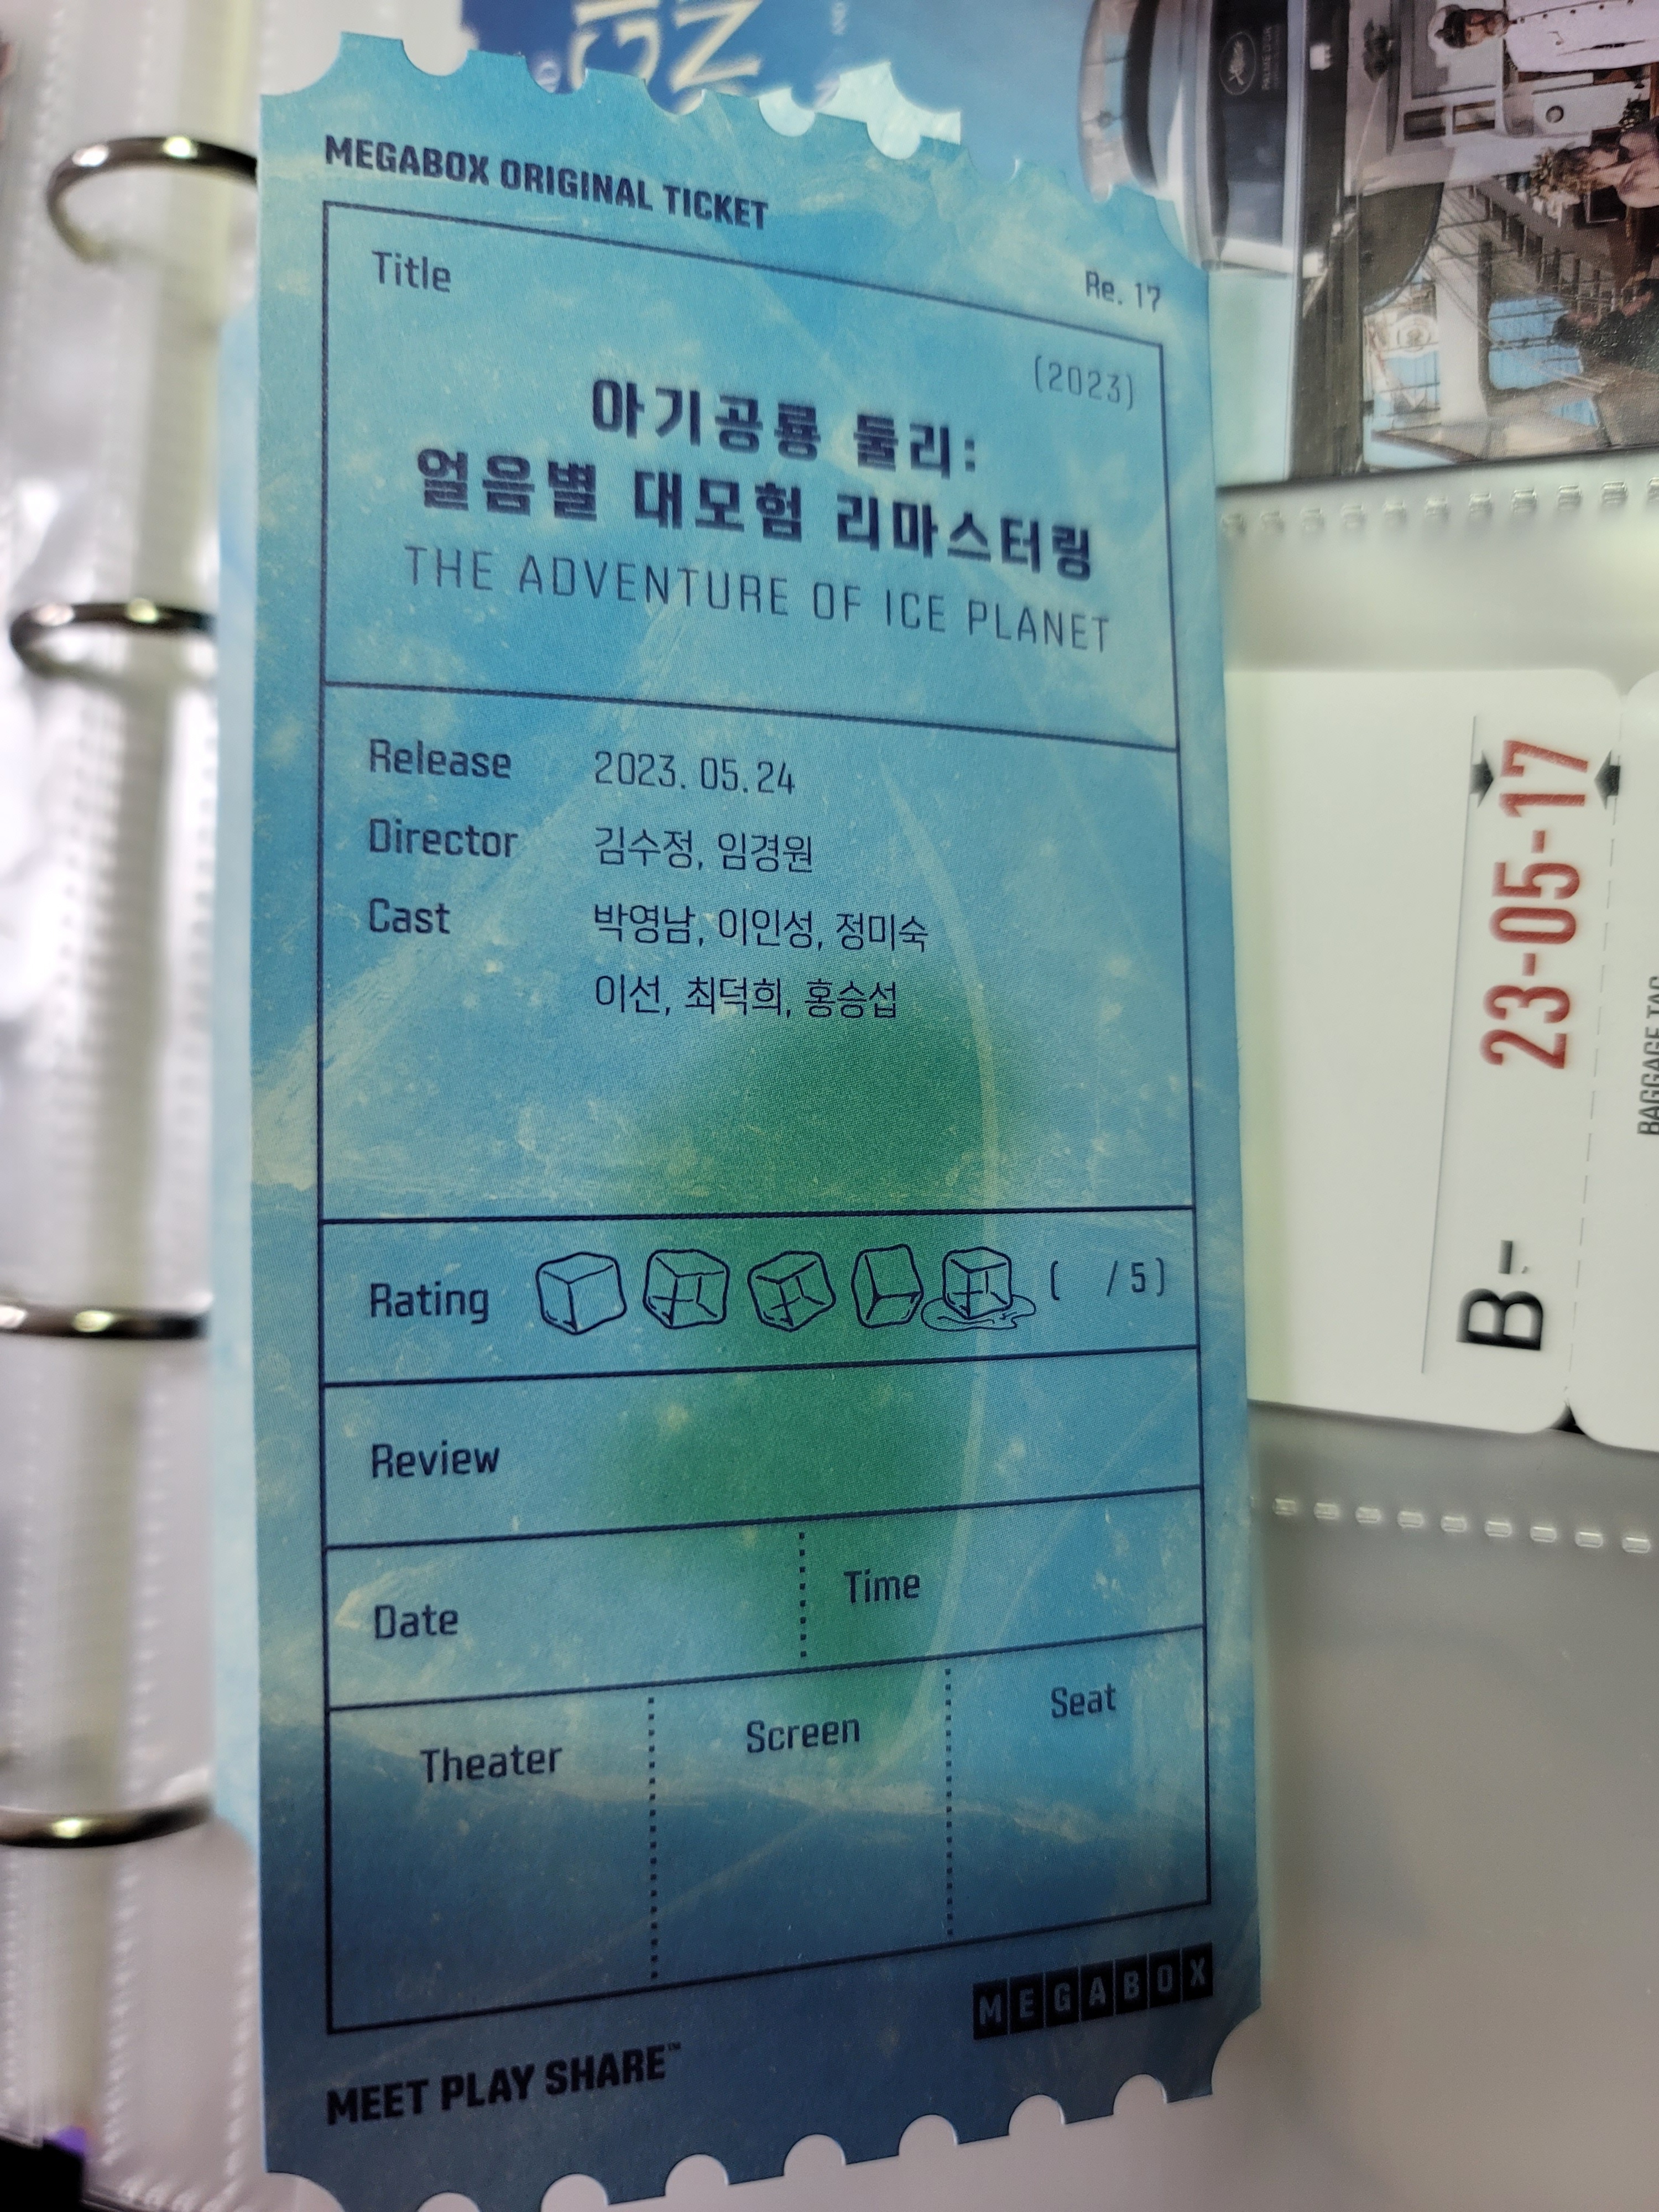 MEGABOX ORIGINAL TICKET
Re. 17
Title
(2023)
아기공룡 둘리:
얼음별 대모험 리마스터링
THE ADVENTURE OF ICE PLANET
Release 2023. 05. 24
Director 김수정, 임경원
Cast 박영남, 이인성, 정미숙
이선, 최덕희, 홍승섭
Rating ( /5)
Review
Date Time
Theater Screen Seat
MEGABOX
MEET PLAY SHARE™
23-05-17
B-
BAGGAGE TAG